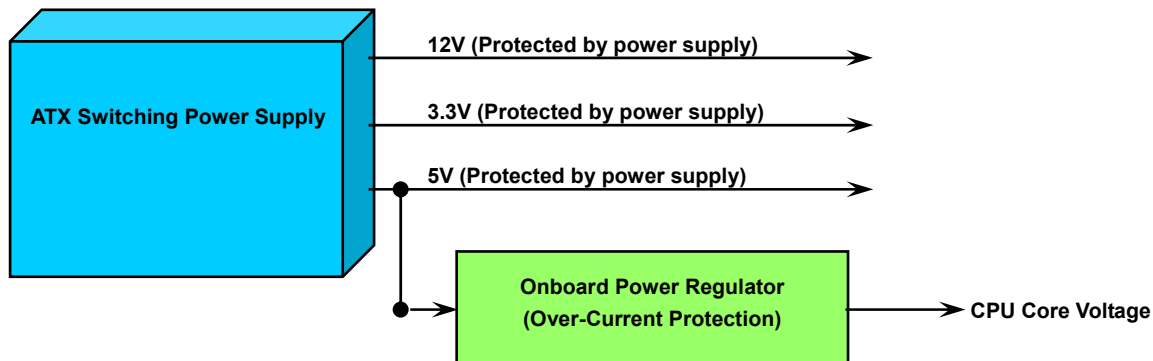 12V (Protected by power supply)
ATX Switching Power Supply
3.3V (Protected by power supply)
5V (Protected by power supply)
Onboard Power Regulator
(Over-Current Protection)
CPU Core Voltage